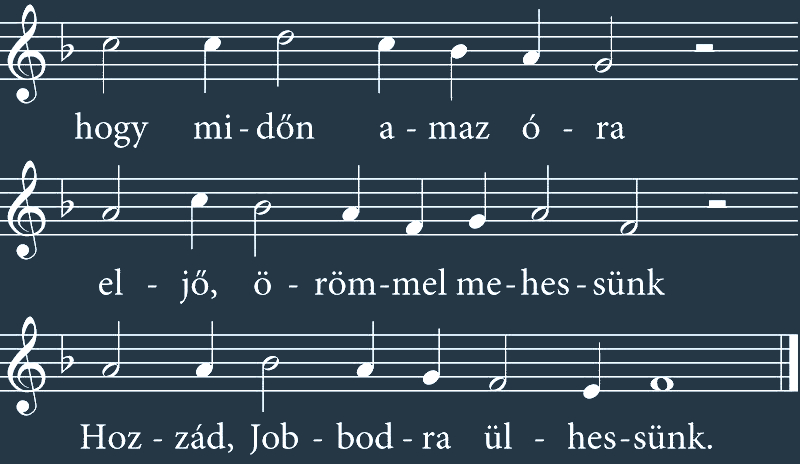 hogy mi - dőn a - maz ó - ra
el - jő, ö - röm-mel me-hes-sünk
Hoz - zád, Job - bod - ra ül - hes-sünk.